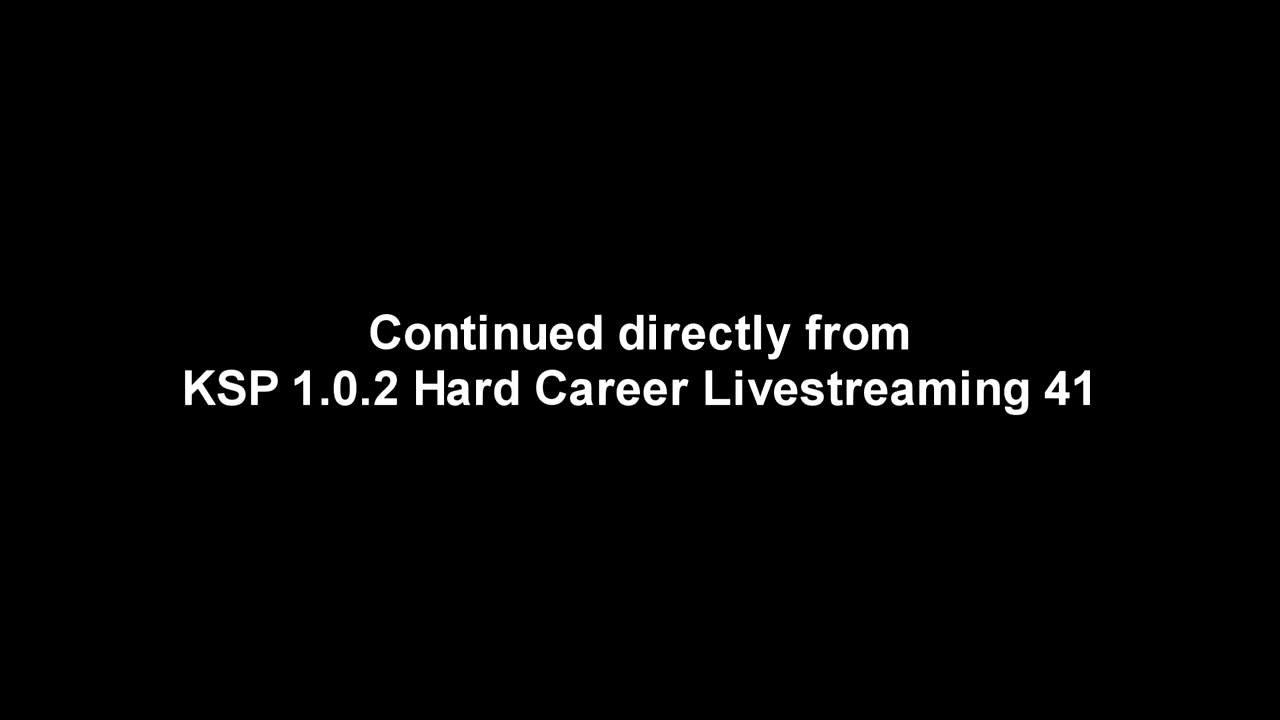 Continued directly from
KSP 1.0.2 Hard Career Livestreaming 41